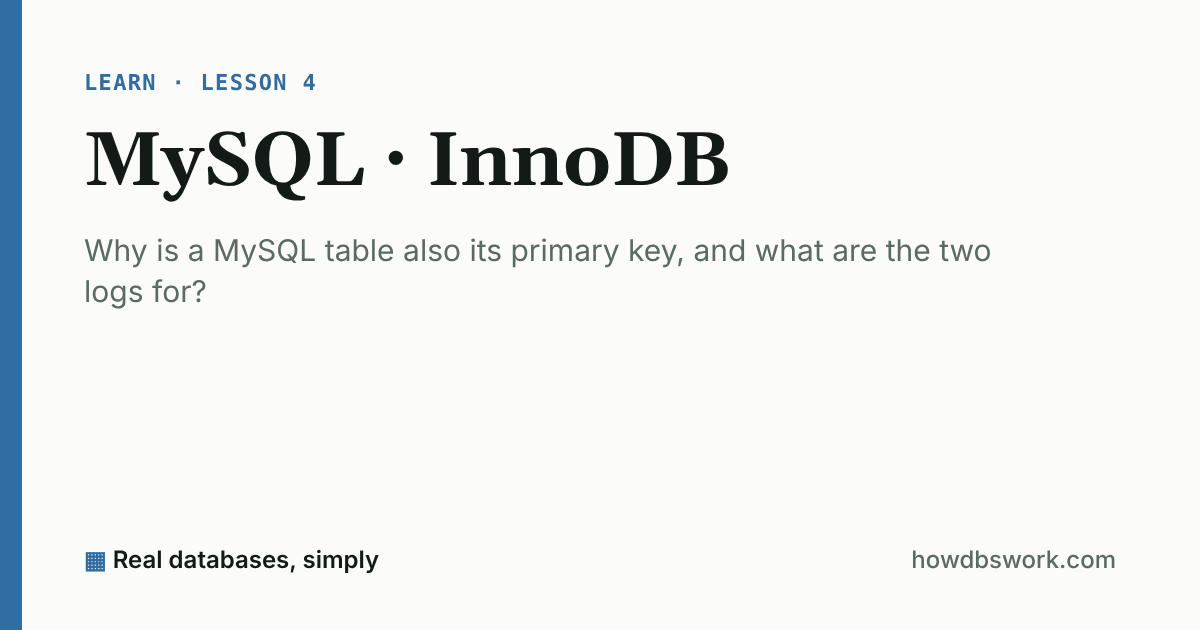 LEARN · LESSON 4
MySQL · InnoDB
Why is a MySQL table also its primary key, and what are the two
logs for?
Real databases, simply
howdbswork.com